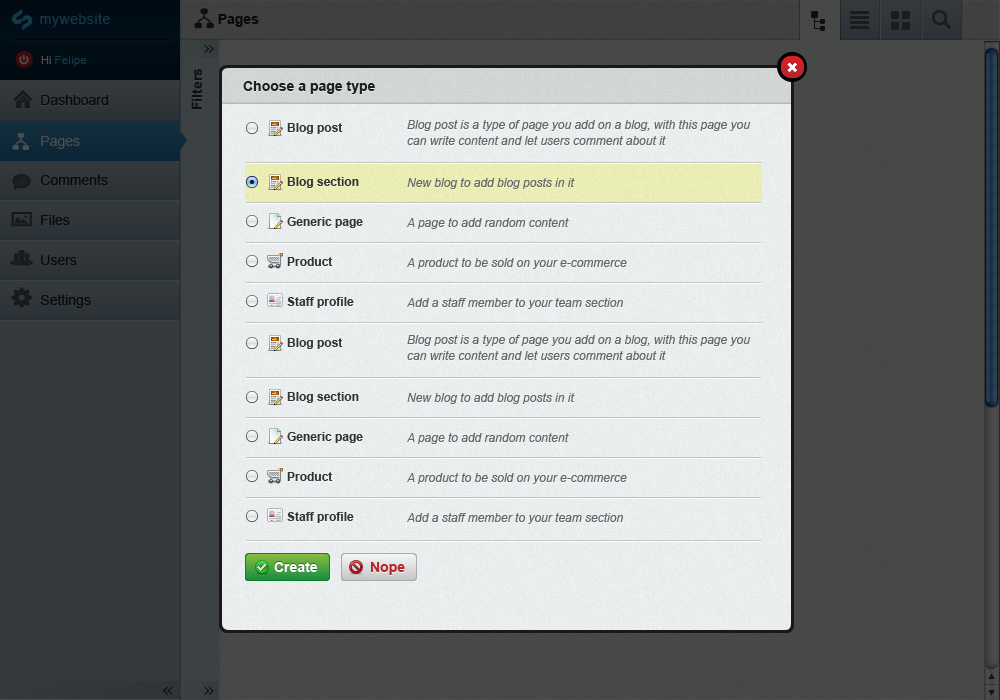 mywebsite
Pages
Hi Felipe
Filters
Dashboard
Pages
Comments
Files
Users
Settings
Choose a page type
Blog post
Blog post is a type of page you add on a blog, with this page you
can write content and let users comment about it
Blog section
New blog to add blog posts in it
Generic page
A page to add random content
Product
A product to be sold on your e-commerce
Staff profile
Add a staff member to your team section
Blog post
Blog post is a type of page you add on a blog, with this page you
can write content and let users comment about it
Blog section
New blog to add blog posts in it
Generic page
A page to add random content
Product
A product to be sold on your e-commerce
Staff profile
Add a staff member to your team section
Create
Nope